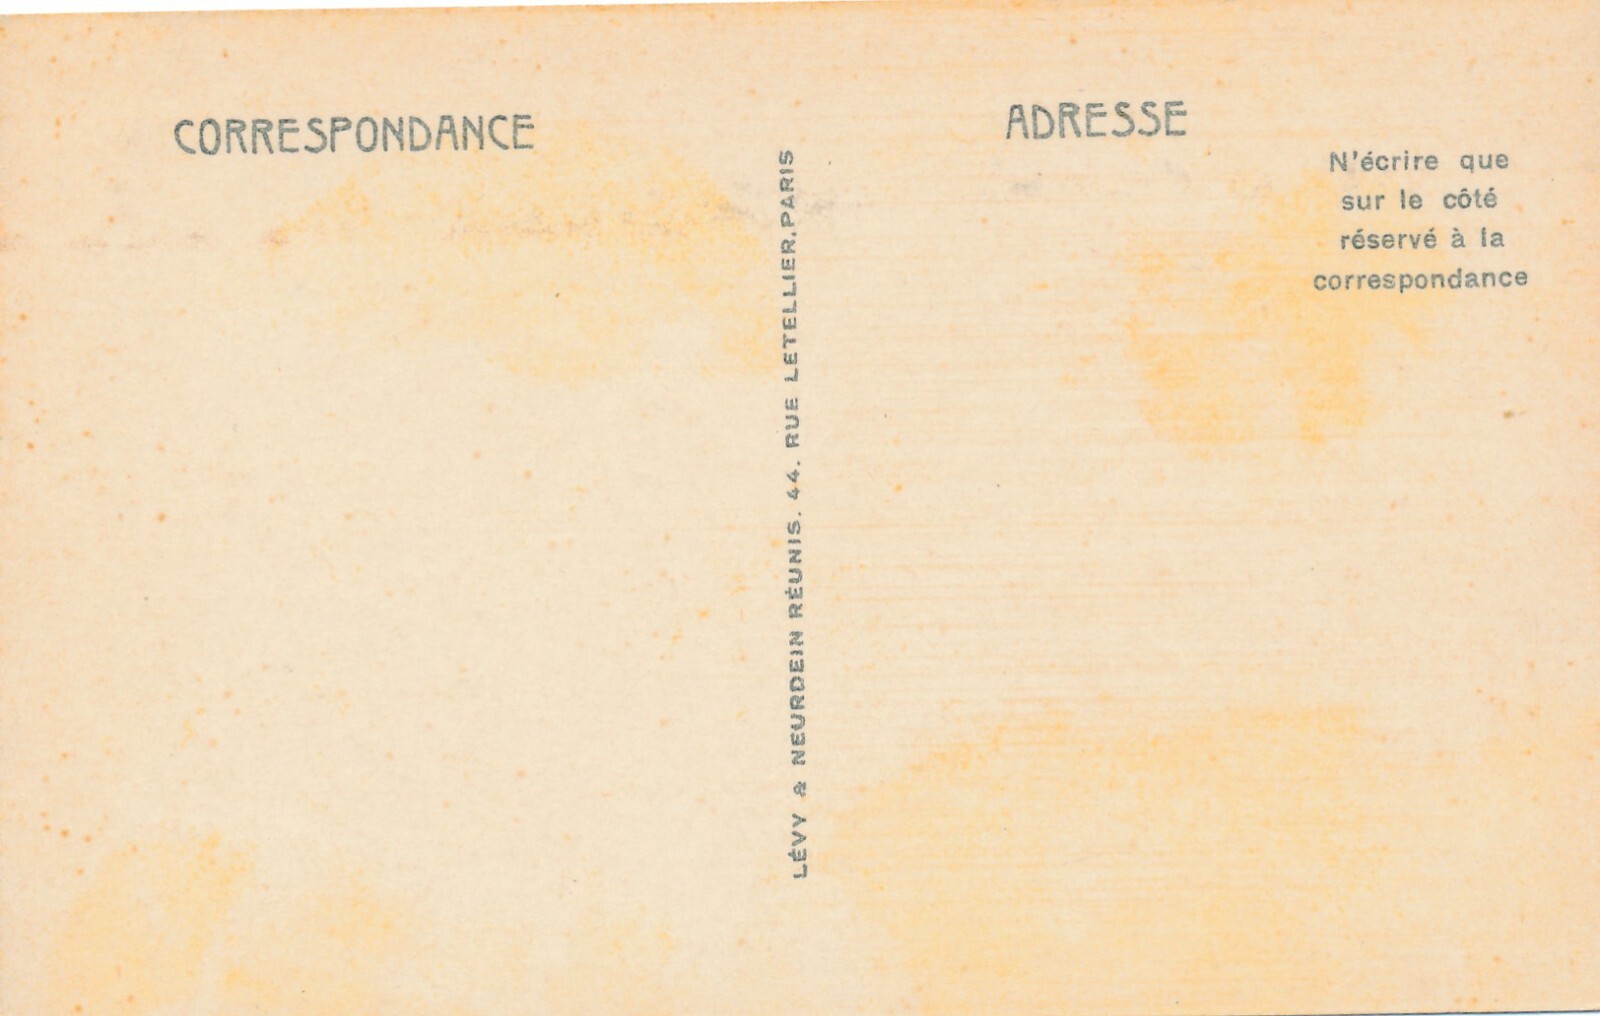 CORRESPONDANCE
LÉVY & NEURDEIN RÉUNIS. 44. RUE LETELLIER. PARIS
ADRESSE
N'écrire que
sur le côté
réservé à la
correspondance